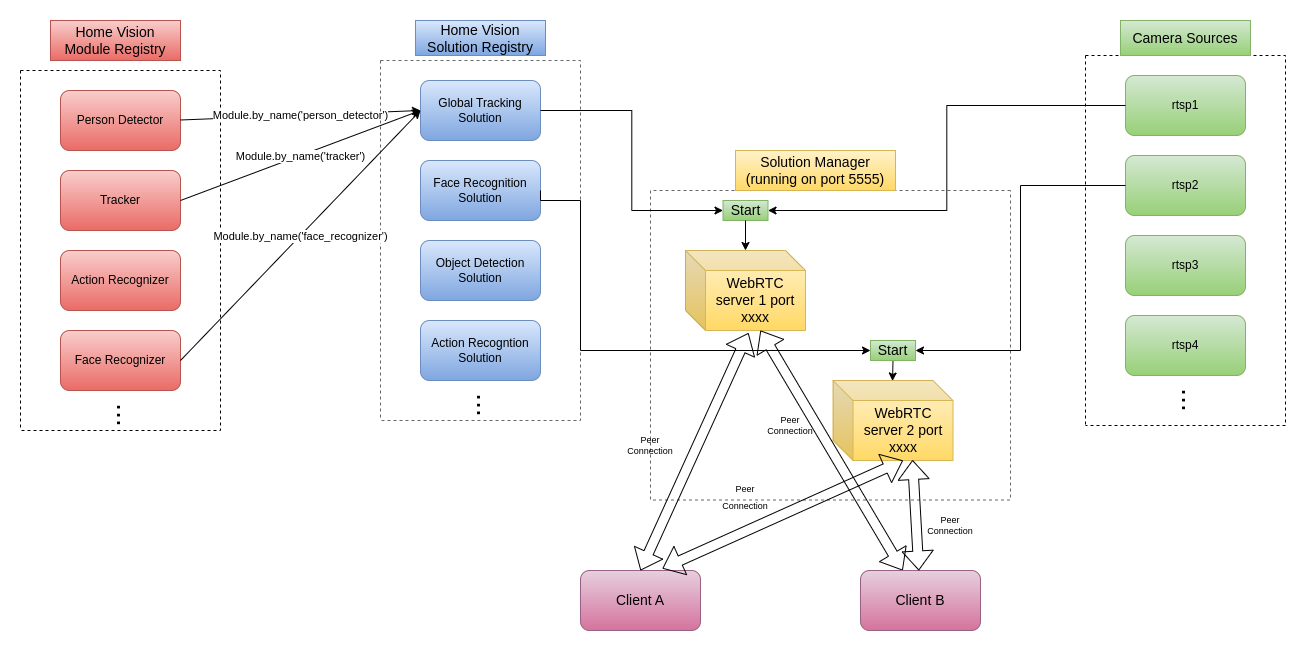 Home Vision
Module Registry
Person Detector
Tracker
Action Recognizer
Face Recognizer
⋮
Module.by_name('person_detector')
Module.by_name('tracker')
Module.by_name('face_recognizer')
Home Vision
Solution Registry
Global Tracking
Solution
Face Recognition
Solution
Object Detection
Solution
Action Recogntion
Solution
⋮
Solution Manager
(running on port 5555)
Start
WebRTC
server 1 port
xxxx
Start
WebRTC
server 2 port
xxxx
Peer
Connection
Peer
Connection
Peer
Connection
Peer
Connection
Client A
Client B
Camera Sources
rtsp1
rtsp2
rtsp3
rtsp4
⋮